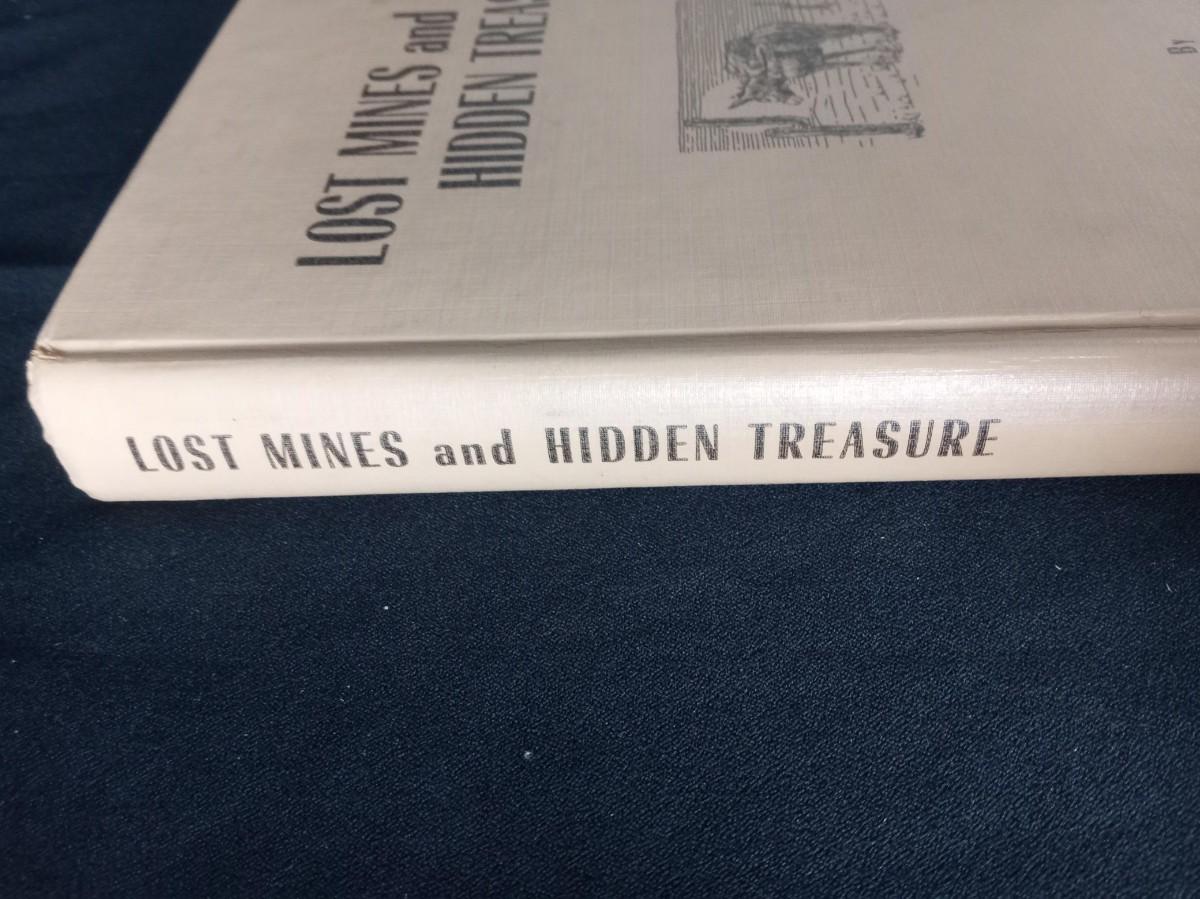 LOST MINES and
HIDDEN TREAS
BY
LOST MINES and HIDDEN TREASURE